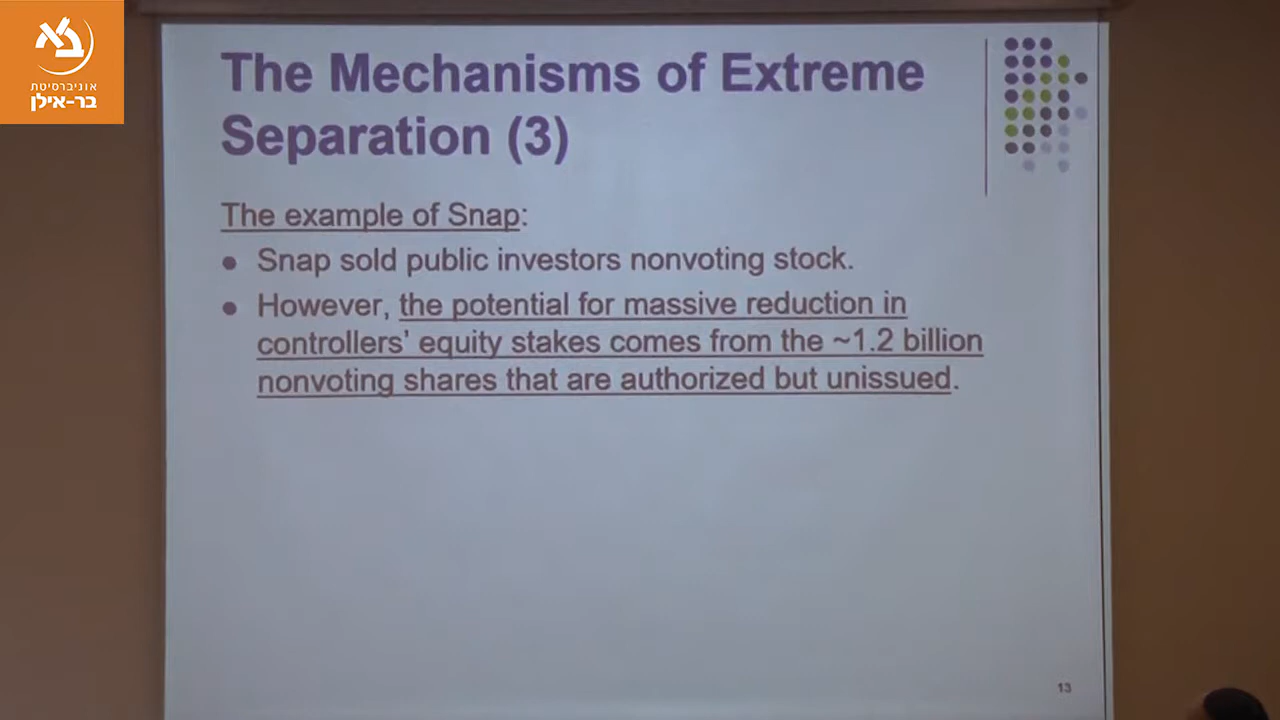 אוניברסיטת
בר-אילן
The Mechanisms of Extreme
Separation (3)
The example of Snap:
● Snap sold public investors nonvoting stock.
● However, the potential for massive reduction in
controllers' equity stakes comes from the ~1.2 billion
nonvoting shares that are authorized but unissued.
13